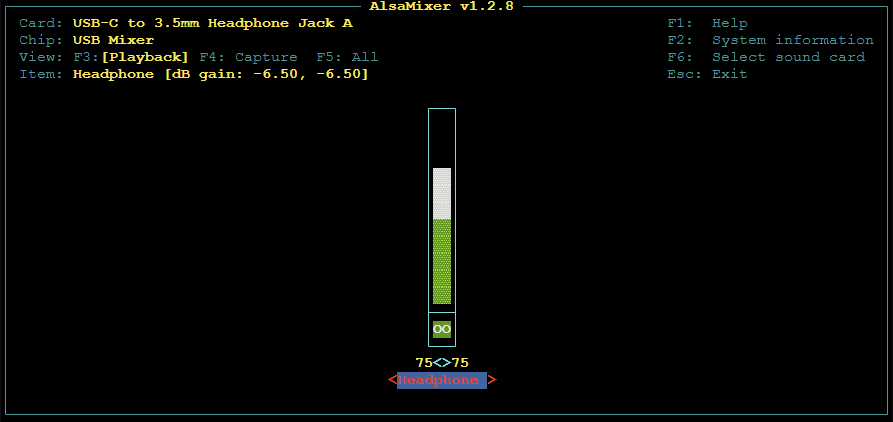 AlsaMixer v1.2.8
Card: USB-C to 3.5mm Headphone Jack A F1: Help
Chip: USB Mixer F2: System information
View: F3:[Playback] F4: Capture F5: All F6: Select sound card
Item: Headphone [dB gain: -6.50, -6.50] Esc: Exit
OO
75<>75
<Headphone >